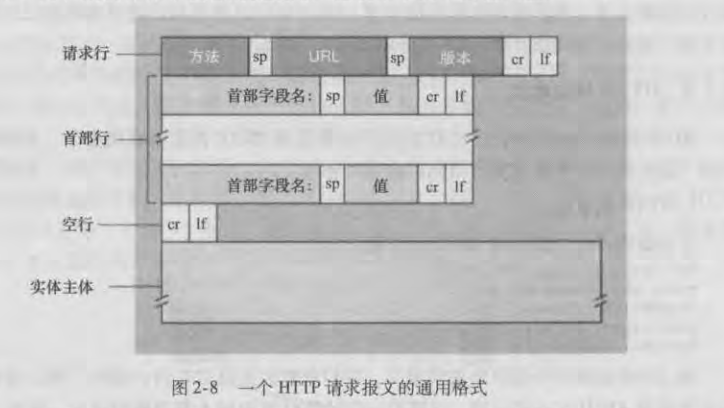 请求行 方法 sp URL sp 版本 cr lf
首部字段名: sp 值 cr lf
首部行
首部字段名: sp 值 cr lf
空行 cr lf
实体主体
图2-8 一个 HTTP 请求报文的通用格式